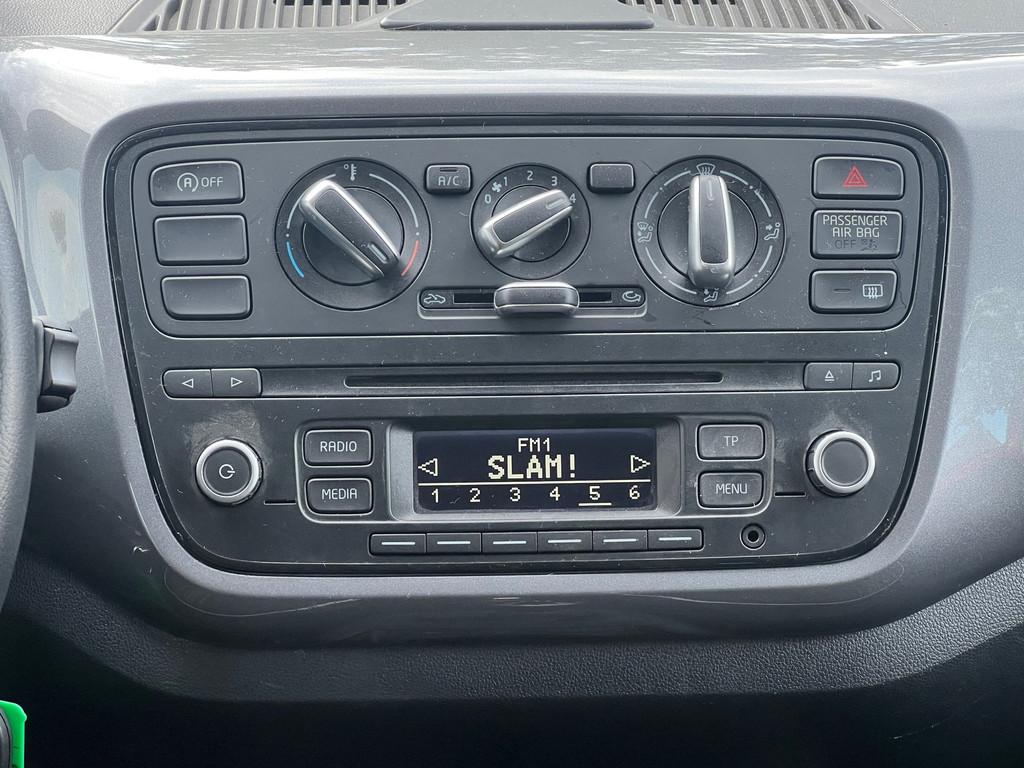 A OFF
A/C
0 1 2 3 4
PASSENGER
AIR BAG
OFF
RADIO
MEDIA
FM1
SLAM!
1 2 3 4 5 6
TP
MENU